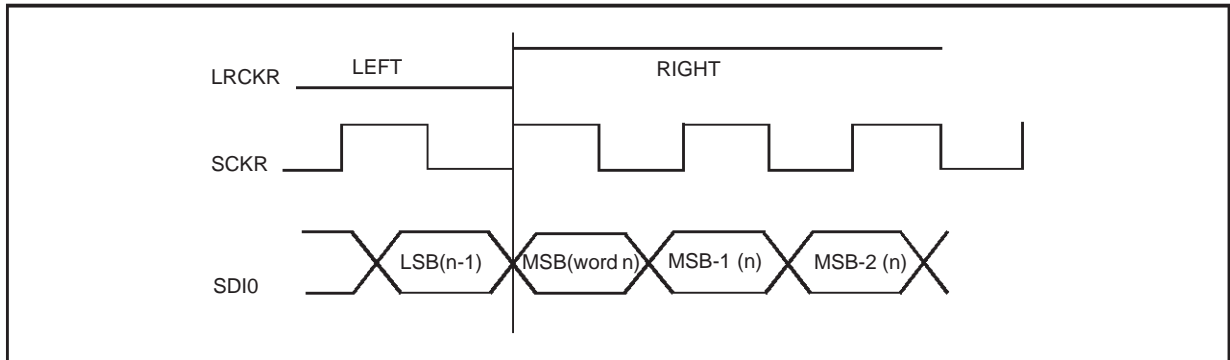 LRCKR
LEFT
RIGHT
SCKR
SDI0
LSB(n-1)
MSB(word n)
MSB-1 (n)
MSB-2 (n)